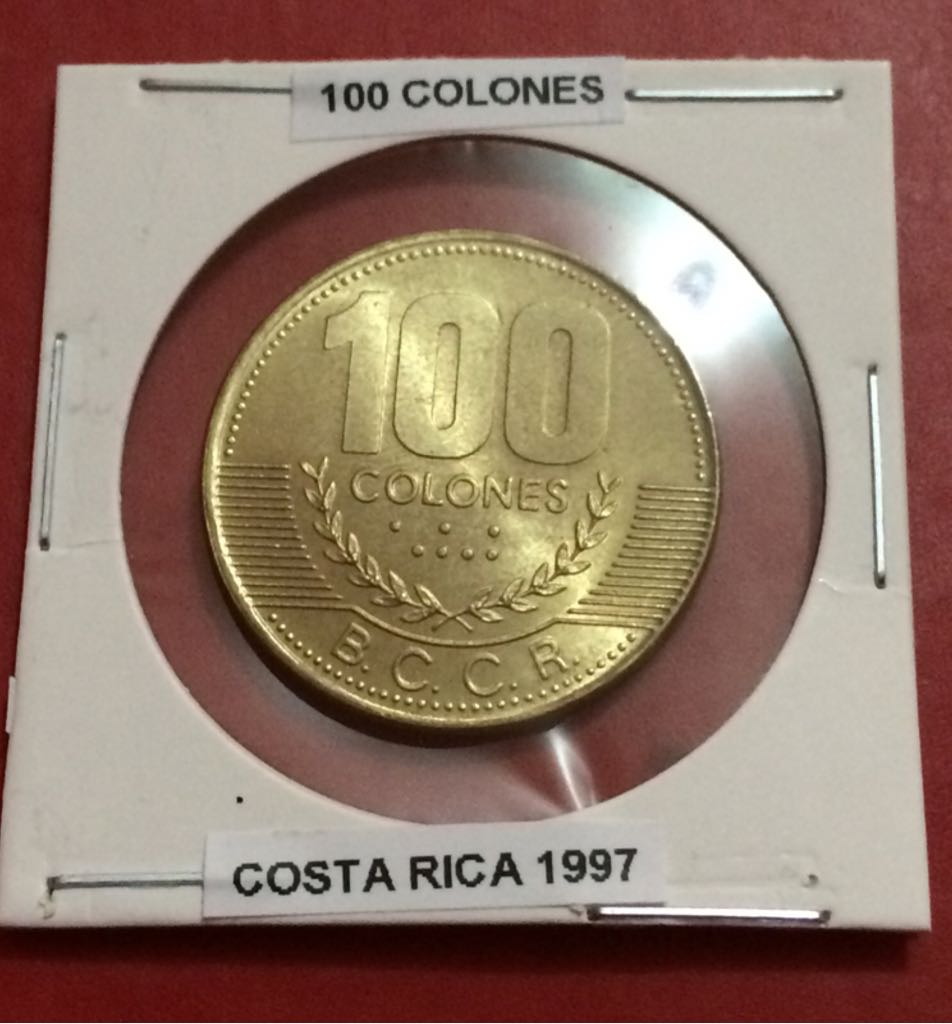 100 COLONES
100
COLONES
B. C. C. R.
COSTA RICA 1997